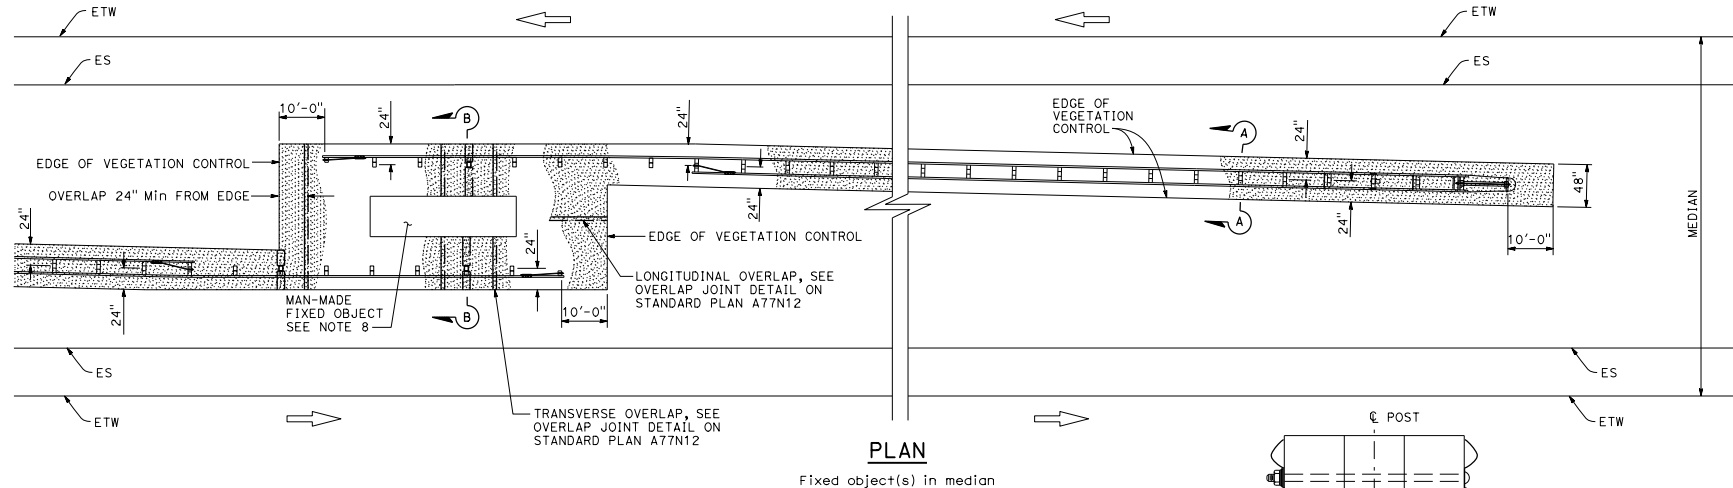 ETW
ETW
ES
ES
10'-0"
24"
B
24"
EDGE OF
VEGETATION
CONTROL
A
24"
EDGE OF VEGETATION CONTROL
OVERLAP 24" Min FROM EDGE
48"
MEDIAN
24"
24"
24"
24"
A
10'-0"
EDGE OF VEGETATION CONTROL
LONGITUDINAL OVERLAP, SEE
OVERLAP JOINT DETAIL ON
STANDARD PLAN A77N12
24"
MAN-MADE
FIXED OBJECT
SEE NOTE 8
B
10'-0"
ES
ES
ETW
ETW
TRANSVERSE OVERLAP, SEE
OVERLAP JOINT DETAIL ON
STANDARD PLAN A77N12
℄ POST
PLAN
Fixed object(s) in median